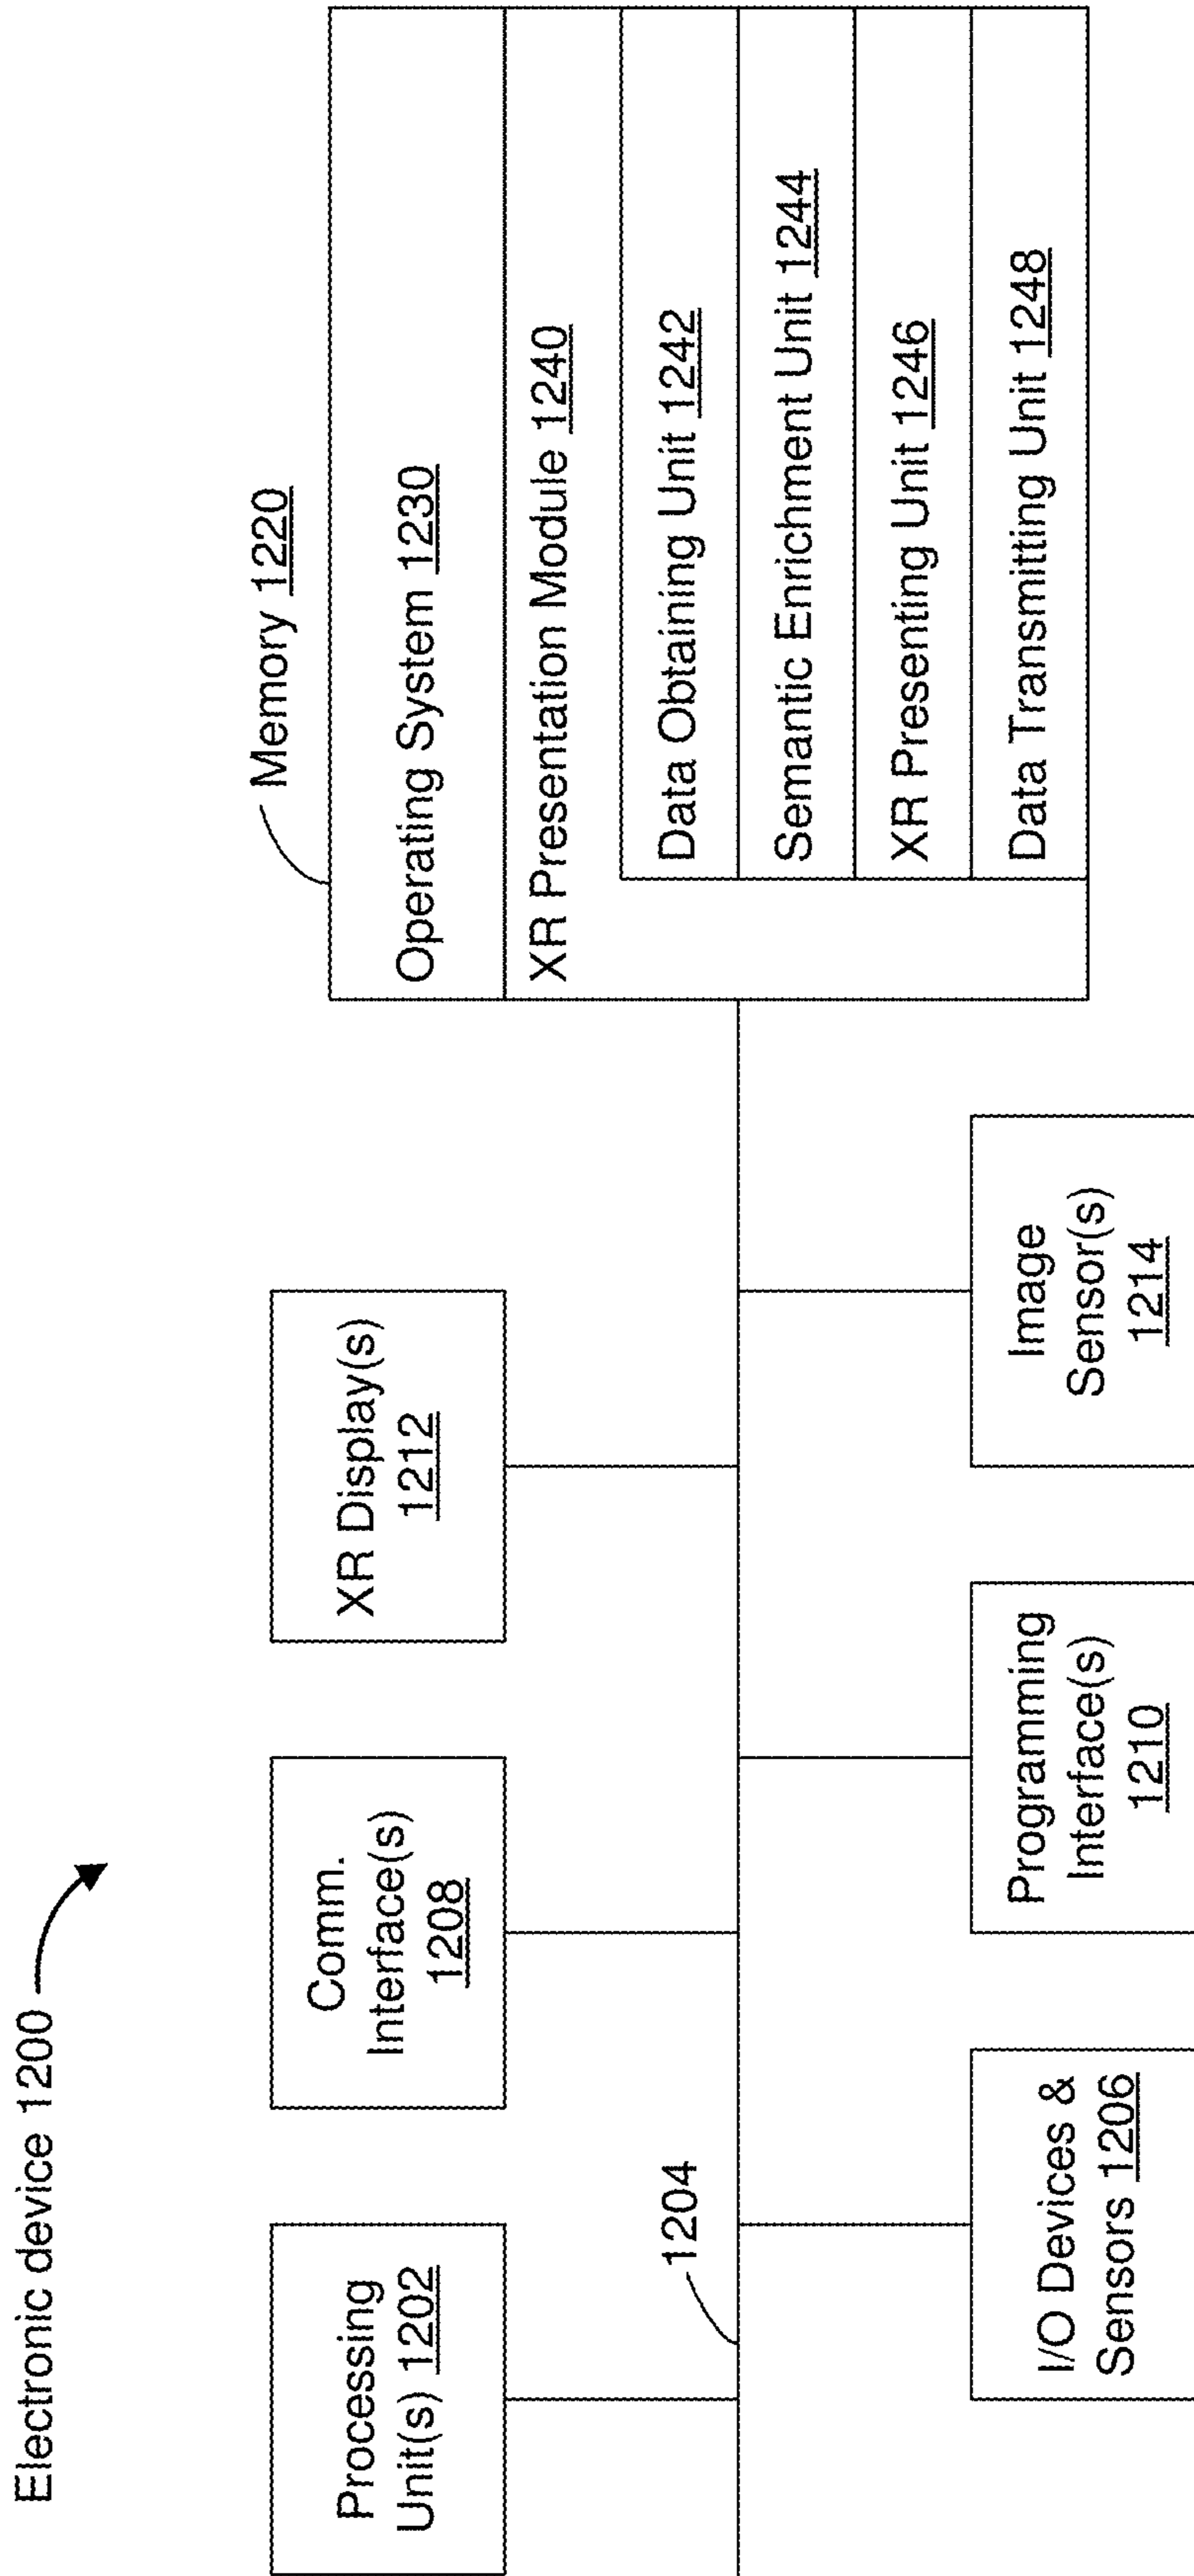 Electronic device 1200
Processing
Unit(s) 1202
Comm.
Interface(s)
1208
XR Display(s)
1212
1204
I/O Devices &
Sensors 1206
Programming
Interface(s)
1210
Image
Sensor(s)
1214
Memory 1220
Operating System 1230
XR Presentation Module 1240
Data Obtaining Unit 1242
Semantic Enrichment Unit 1244
XR Presenting Unit 1246
Data Transmitting Unit 1248